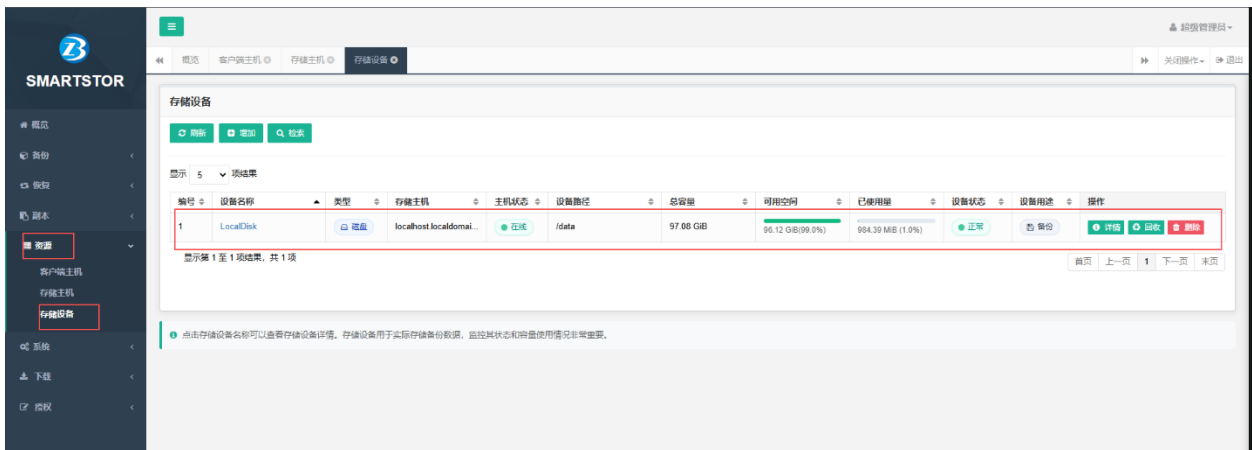 超级管理员
SMARTSTOR
概览
客户端主机
存储主机
存储设备
关闭操作
退出
概览
备份
恢复
副本
资源
客户端主机
存储主机
存储设备
系统
下载
授权
存储设备
刷新 增加 检索
显示 5 项结果
编号 设备名称 类型 存储主机 主机状态 设备路径 总容量 可用空间 已使用量 设备状态 设备用途 操作
1 LocalDisk 磁盘 localhost.localdomai... 在线 /data 97.08 GiB 96.12 GiB(99.0%) 984.39 MiB (1.0%) 正常 备份 详情 回收 删除
显示第 1 至 1 项结果，共 1 项
首页 上一页 1 下一页 末页
点击存储设备名称可以查看存储设备详情。存储设备用于实际存储备份数据，监控其状态和容量使用情况非常重要。